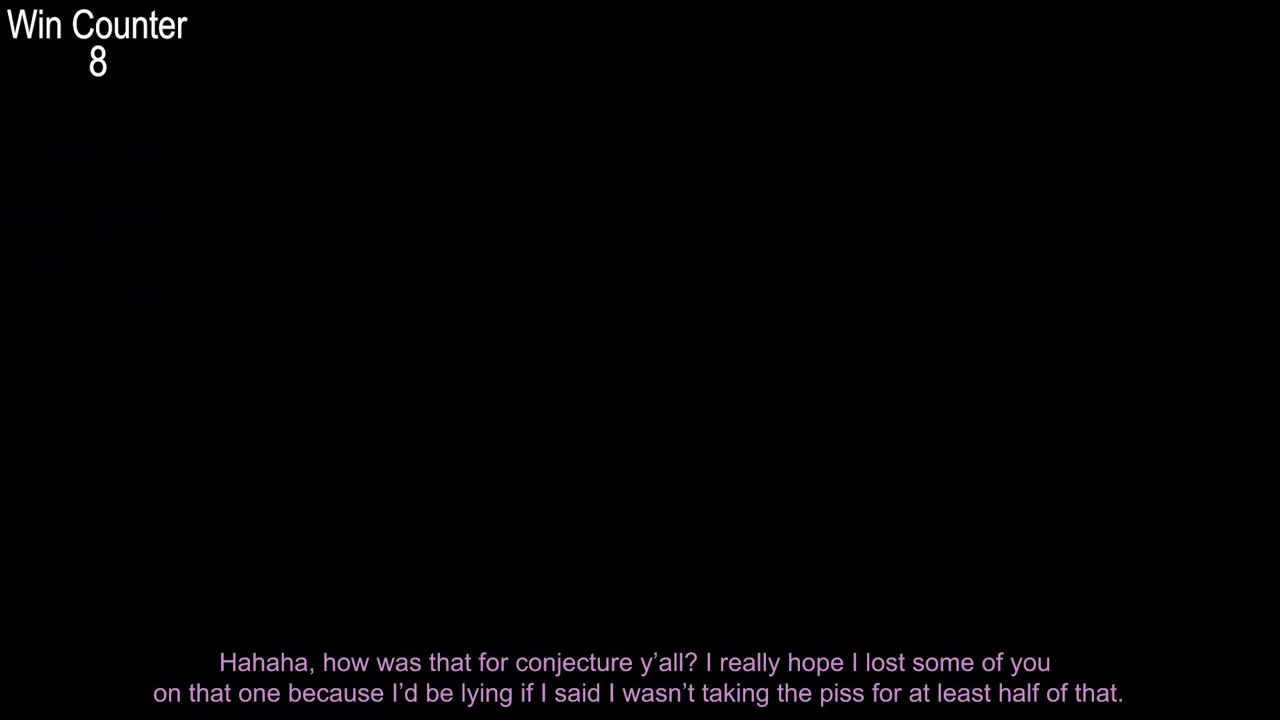 Win Counter
8
Hahaha, how was that for conjecture y’all? I really hope I lost some of you
on that one because I’d be lying if I said I wasn’t taking the piss for at least half of that.